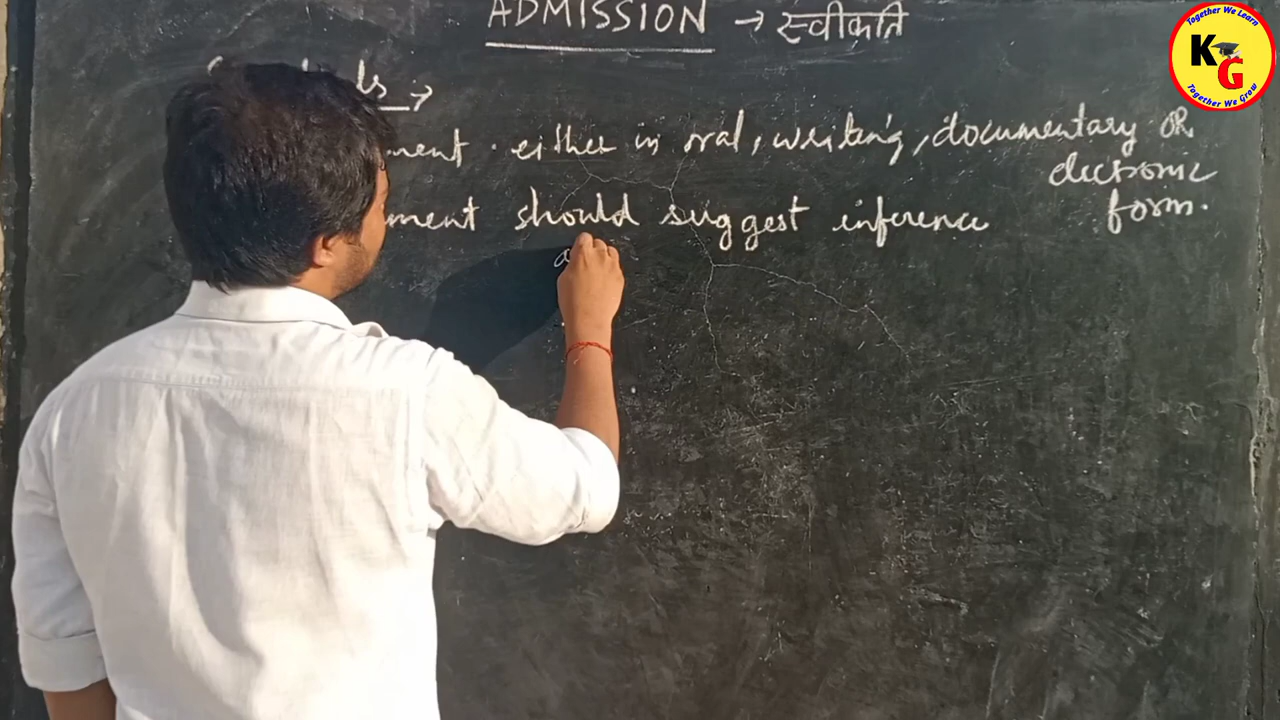 ADMISSION → स्वीकति
ment . either in oral, writing, documentary OR
electronic
form.
ment should suggest inference
a
Together We Learn
KG
Together We Grow